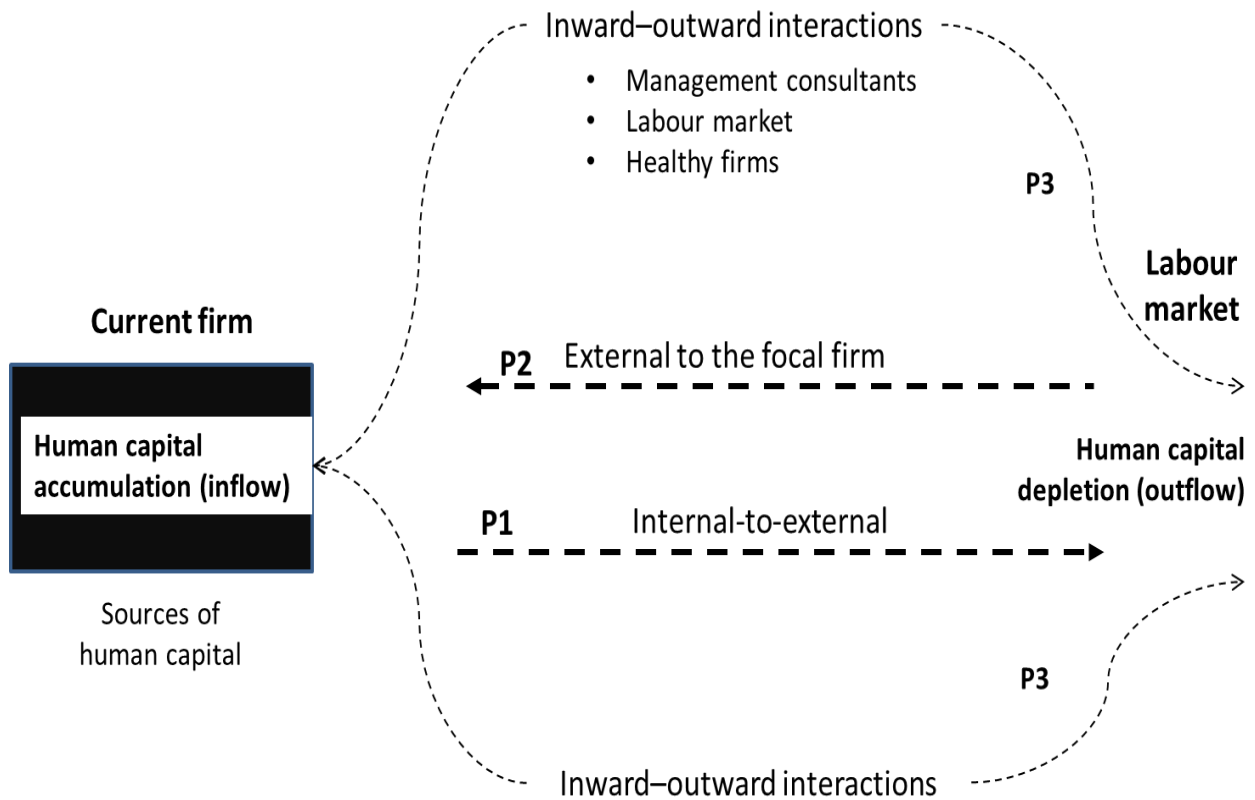 Inward–outward interactions
• Management consultants
• Labour market
• Healthy firms
P3
Labour
market
Current firm
P2 External to the focal firm
Human capital
accumulation (inflow)
Human capital
depletion (outflow)
P1 Internal-to-external
Sources of
human capital
P3
Inward–outward interactions